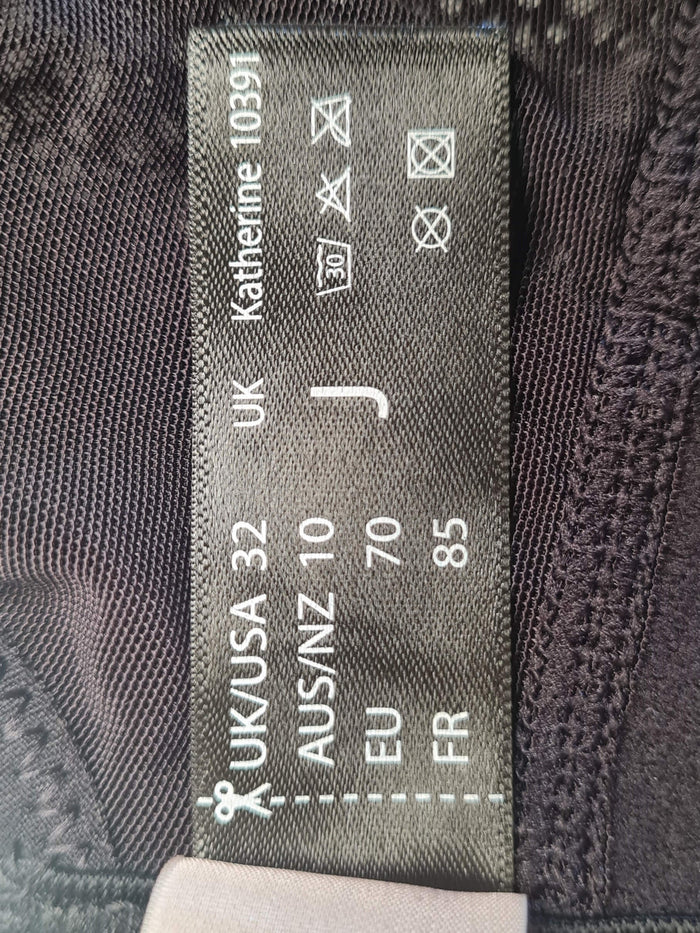 UK/USA 32 UK Katherine 10391
AUS/NZ 10 J
EU 70
FR 85
30